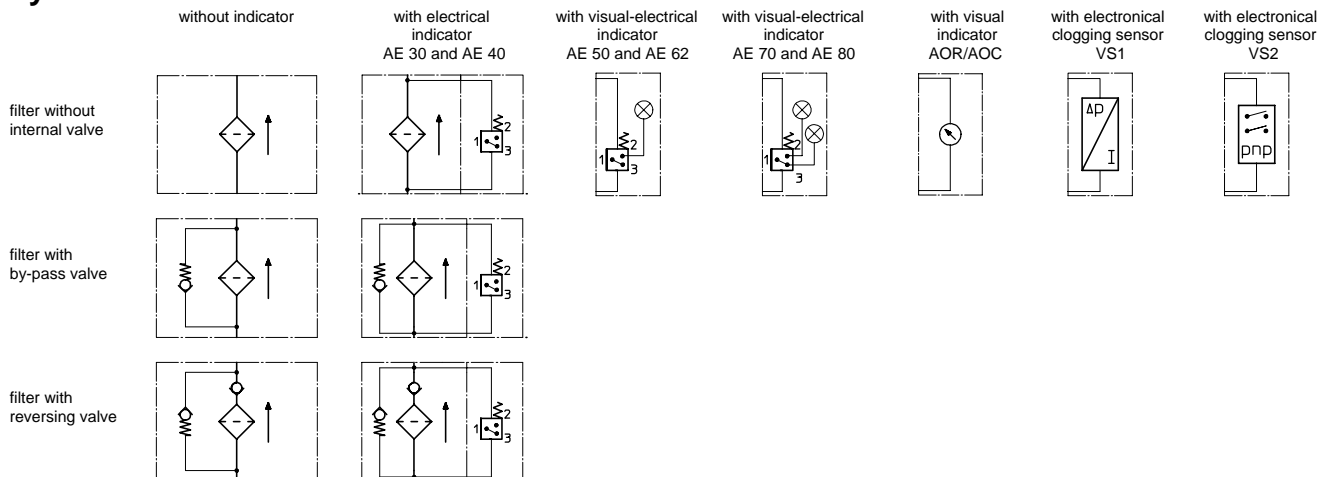 without indicator
with electrical
indicator
AE 30 and AE 40
with visual-electrical
indicator
AE 50 and AE 62
with visual-electrical
indicator
AE 70 and AE 80
with visual
indicator
AOR/AOC
with electronical
clogging sensor
VS1
with electronical
clogging sensor
VS2
filter without
internal valve
1 2 3
1 2 3
1 2 3
Δp
I
pnp
filter with
by-pass valve
1 2 3
filter with
reversing valve
1 2 3